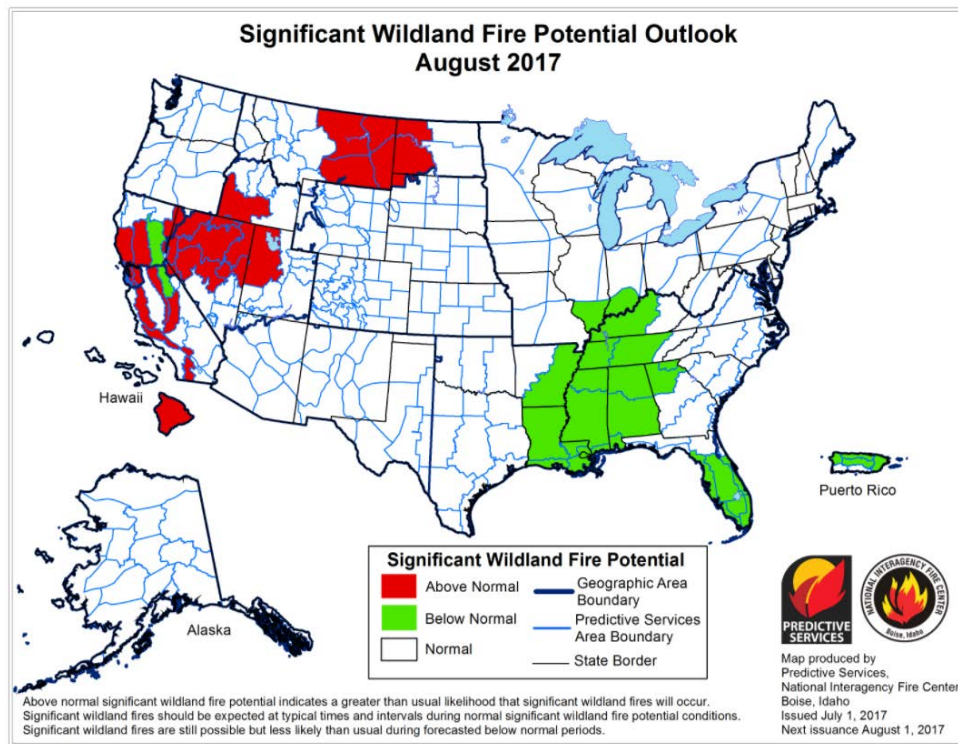 Significant Wildland Fire Potential Outlook
August 2017
Hawaii
Puerto Rico
Alaska
Significant Wildland Fire Potential
Above Normal
Below Normal
Normal
Geographic Area
Boundary
Predictive Services
Area Boundary
State Border
PREDICTIVE
SERVICES
NATIONAL INTERAGENCY FIRE CENTER
Boise, Idaho
Map produced by
Predictive Services,
National Interagency Fire Center
Boise, Idaho
Issued July 1, 2017
Next issuance August 1, 2017
Above normal significant wildland fire potential indicates a greater than usual likelihood that significant wildland fires will occur.
Significant wildland fires should be expected at typical times and intervals during normal significant wildland fire potential conditions.
Significant wildland fires are still possible but less likely than usual during forecasted below normal periods.